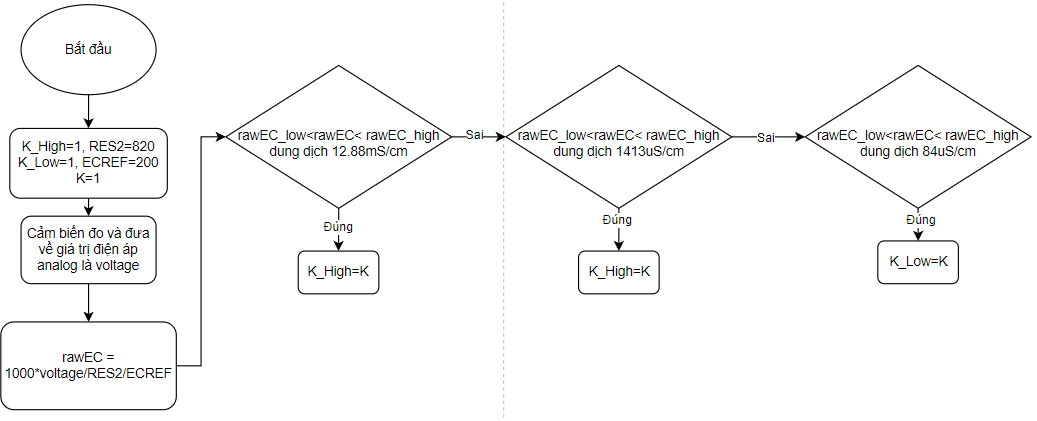 Bắt đầu
K_High=1, RES2=820
K_Low=1, ECREF=200
K=1
Cảm biến đo và đưa
về giá trị điện áp
analog là voltage
rawEC =
1000*voltage/RES2/ECREF
rawEC_low<rawEC< rawEC_high
dung dịch 12.88mS/cm
Sai
Đúng
K_High=K
rawEC_low<rawEC< rawEC_high
dung dịch 1413uS/cm
Sai
Đúng
K_High=K
rawEC_low<rawEC< rawEC_high
dung dịch 84uS/cm
Đúng
K_Low=K